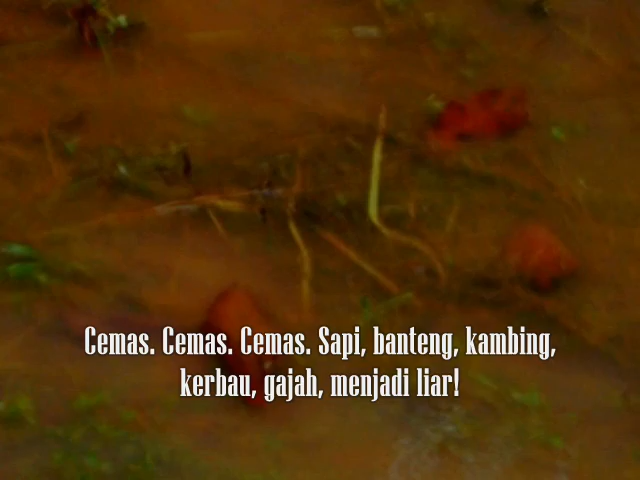 Cemas. Cemas. Cemas. Sapi, banteng, kambing,
kerbau, gajah, menjadi liar!